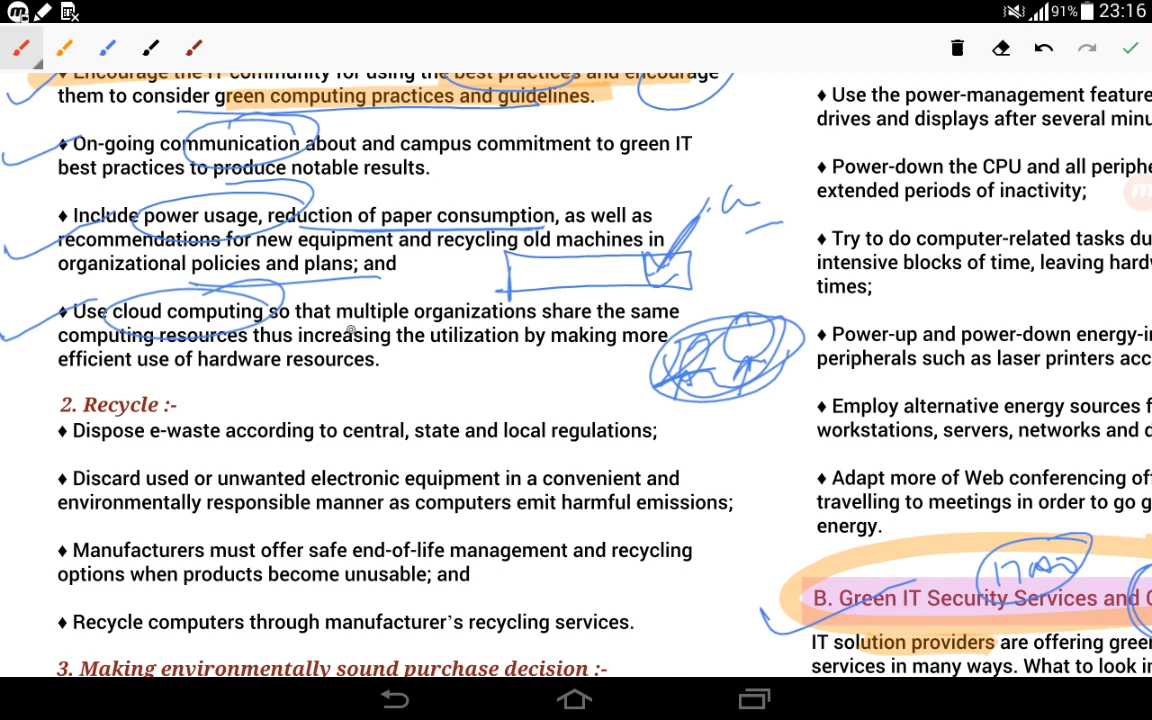 91% 23:16
♦ Encourage the IT community for using the best practices and encourage
them to consider green computing practices and guidelines.
♦ On-going communication about and campus commitment to green IT
best practices to produce notable results.
♦ Include power usage, reduction of paper consumption, as well as
recommendations for new equipment and recycling old machines in
organizational policies and plans; and
♦ Use cloud computing so that multiple organizations share the same
computing resources thus increasing the utilization by making more
efficient use of hardware resources.
2. Recycle :-
♦ Dispose e-waste according to central, state and local regulations;
♦ Discard used or unwanted electronic equipment in a convenient and
environmentally responsible manner as computers emit harmful emissions;
♦ Manufacturers must offer safe end-of-life management and recycling
options when products become unusable; and
♦ Recycle computers through manufacturer's recycling services.
3. Making environmentally sound purchase decision :-
♦ Use the power-management feature
drives and displays after several minu
♦ Power-down the CPU and all periphe
extended periods of inactivity;
♦ Try to do computer-related tasks du
intensive blocks of time, leaving hardw
times;
♦ Power-up and power-down energy-in
peripherals such as laser printers acc
♦ Employ alternative energy sources f
workstations, servers, networks and d
♦ Adapt more of Web conferencing off
travelling to meetings in order to go g
energy.
B. Green IT Security Services and
IT solution providers are offering gree
services in many ways. What to look in